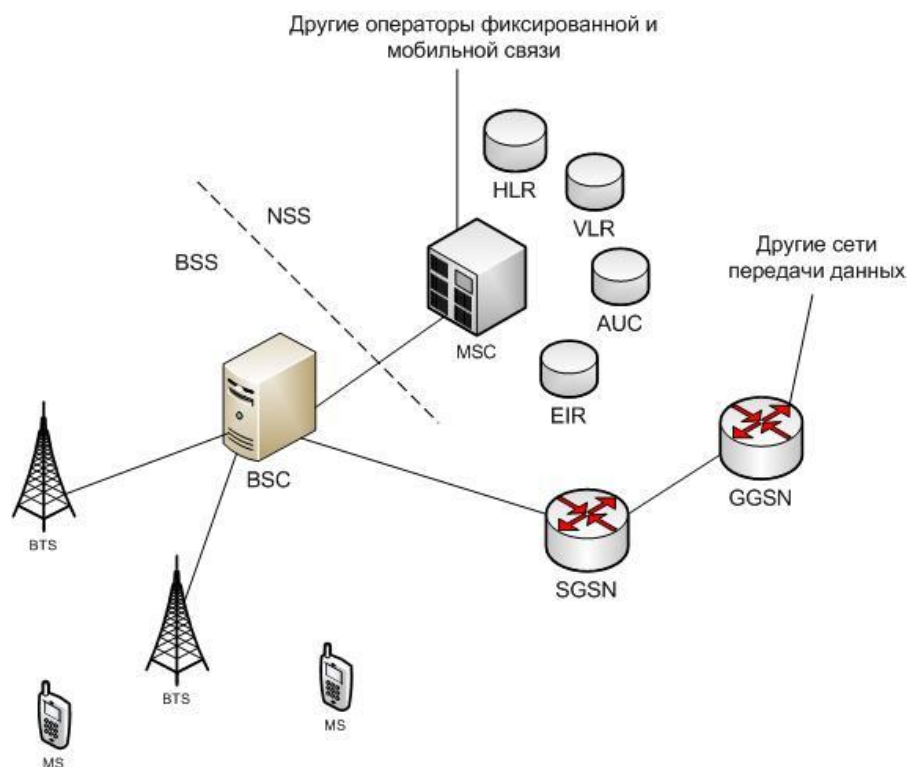 Другие операторы фиксированной и
мобильной связи
HLR
VLR
NSS
BSS
Другие сети
передачи данных
AUC
MSC
EIR
BSC
GGSN
BTS
SGSN
BTS
MS
MS